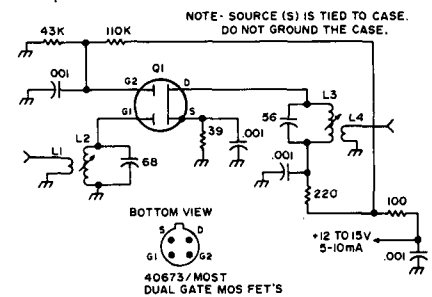 NOTE- SOURCE (S) IS TIED TO CASE.
DO NOT GROUND THE CASE.
43K
110K
.001
Q1
G2
D
G1
S
L1
L2
68
39
.001
56
L3
L4
.001
220
100
+12 TO 15V
5-10mA
.001
BOTTOM VIEW
S
D
G1
G2
40673/MOST
DUAL GATE MOS FET'S